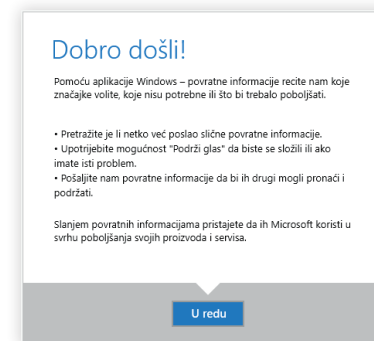 Dobro došli!
Pomoću aplikacije Windows – povratne informacije recite nam koje
značajke volite, koje nisu potrebne ili što bi trebalo poboljšati.
• Pretražite je li netko već poslao slične povratne informacije.
• Upotrijebite mogućnost "Podrži glas" da biste se složili ili ako
imate isti problem.
• Pošaljite nam povratne informacije da bi ih drugi mogli pronaći i
podržati.
Slanjem povratnih informacijama pristajete da ih Microsoft koristi u
svrhu poboljšanja svojih proizvoda i servisa.
U redu